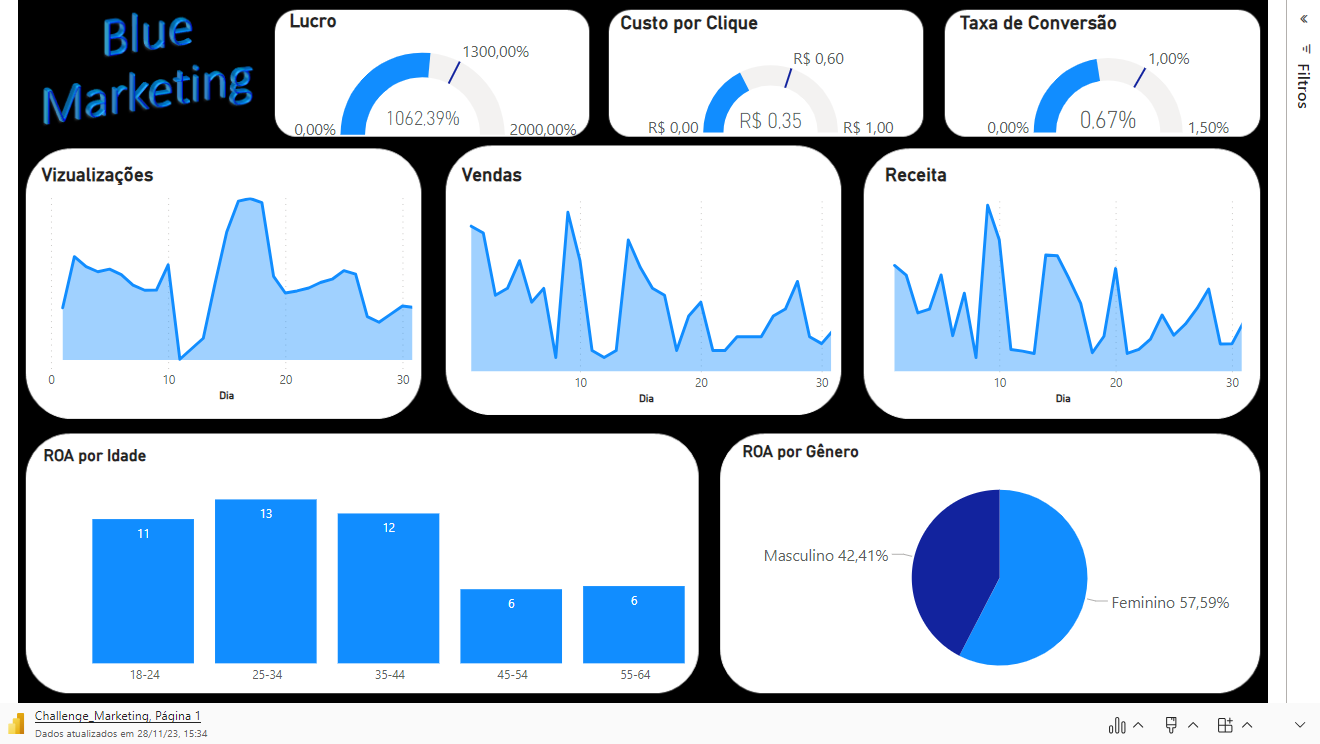 Blue
Marketing
Lucro
1300,00%
1062,39%
0,00%
2000,00%
Custo por Clique
R$ 0,60
R$ 0,35
R$ 0,00
R$ 1,00
Taxa de Conversão
1,00%
0,67%
0,00%
1,50%
Filtros
Vizualizações
0 10 20 30
Dia
Vendas
10 20 30
Dia
Receita
10 20 30
Dia
ROA por Idade
11 13 12 6 6
18-24 25-34 35-44 45-54 55-64
ROA por Gênero
Masculino 42,41%
Feminino 57,59%
Challenge_Marketing, Página 1
Dados atualizados em 28/11/23, 15:34